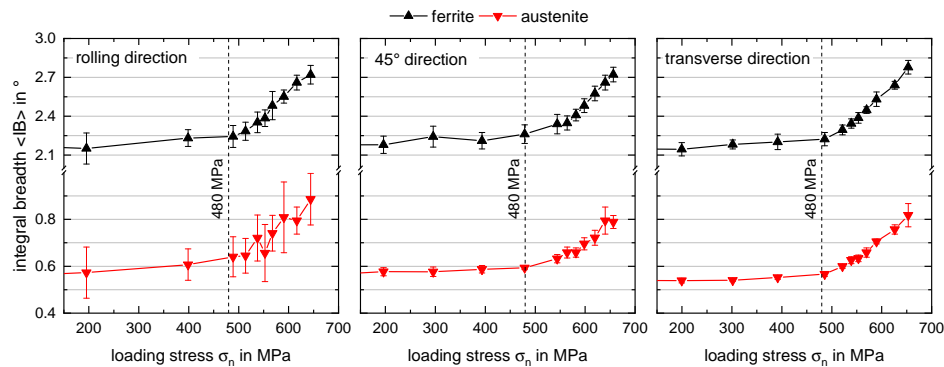 ferrite austenite
rolling direction
45° direction
transverse direction
integral breadth <IB> in °
3.0
2.7
2.4
2.1
0.8
0.6
0.4
480 MPa
480 MPa
480 MPa
200 300 400 500 600 700
200 300 400 500 600 700
200 300 400 500 600 700
loading stress σn in MPa
loading stress σn in MPa
loading stress σn in MPa